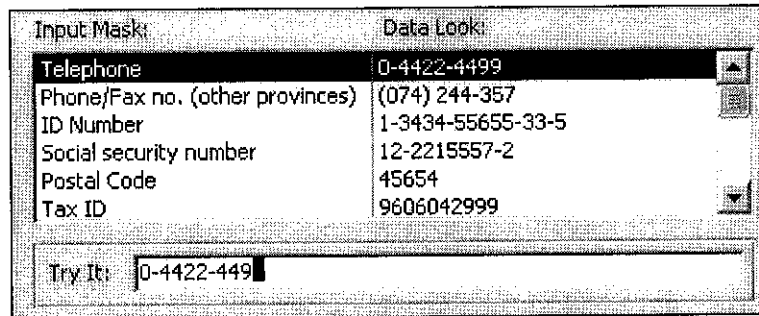 Input Mask: Data Look:
Telephone 0-4422-4499
Phone/Fax no. (other provinces) (074) 244-357
ID Number 1-3434-55655-33-5
Social security number 12-2215557-2
Postal Code 45654
Tax ID 9606042999
Try It: 0-4422-449